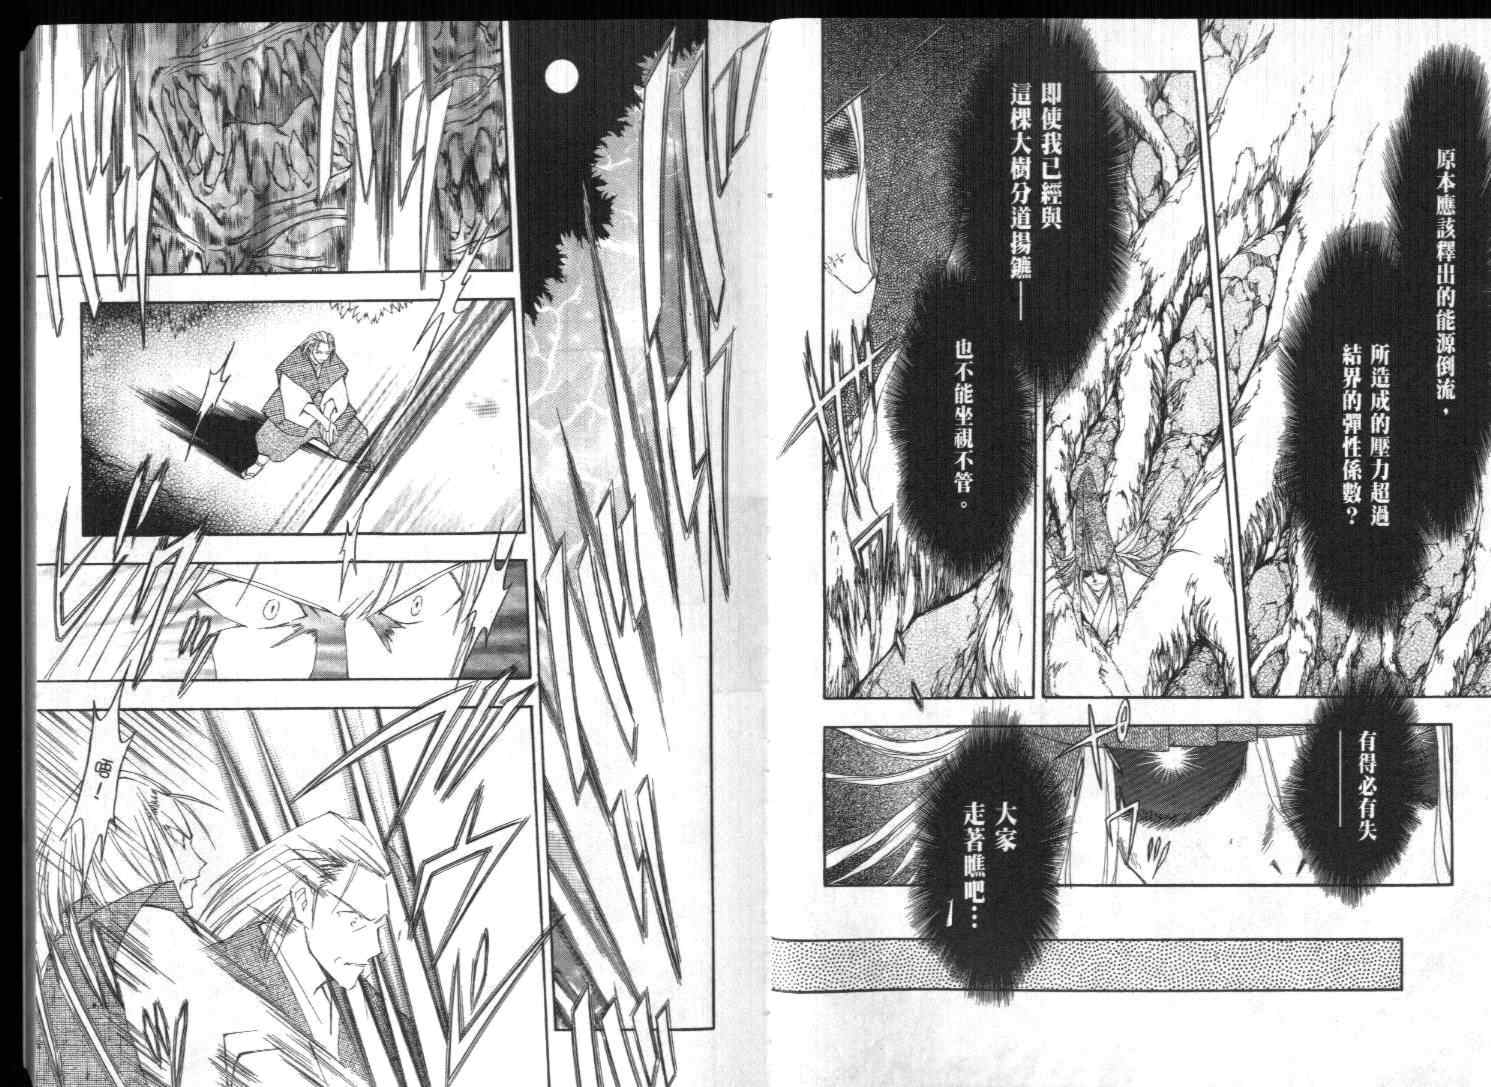 原本應該釋出的能源倒流，
所造成的壓力超過
結界的彈性係數？
即使我已經與
這棵大樹分道揚鑣——
也不能坐視不管。
有得必有失
——
大家
走著瞧吧…
唔！